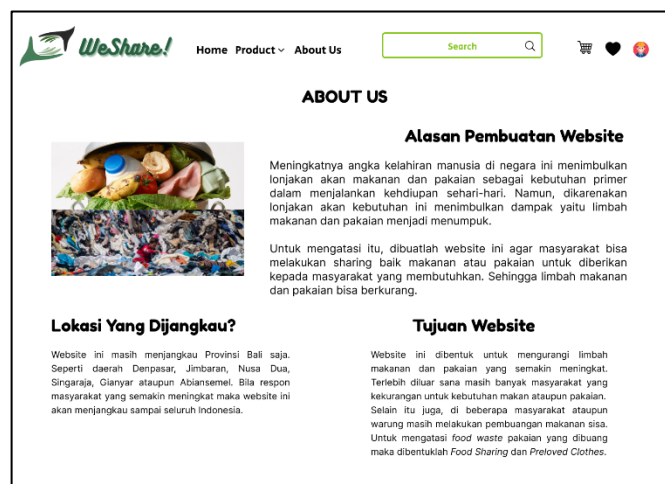 WeShare!
Home Product About Us
Search
ABOUT US
Alasan Pembuatan Website
Meningkatnya angka kelahiran manusia di negara ini menimbulkan
lonjakan akan makanan dan pakaian sebagai kebutuhan primer
dalam menjalankan kehdiupan sehari-hari. Namun, dikarenakan
lonjakan akan kebutuhan ini menimbulkan dampak yaitu limbah
makanan dan pakaian menjadi menumpuk.
Untuk mengatasi itu, dibuatlah website ini agar masyarakat bisa
melakukan sharing baik makanan atau pakaian untuk diberikan
kepada masyarakat yang membutuhkan. Sehingga limbah makanan
dan pakaian bisa berkurang.
Lokasi Yang Dijangkau?
Website ini masih menjangkau Provinsi Bali saja.
Seperti daerah Denpasar, Jimbaran, Nusa Dua,
Singaraja, Gianyar ataupun Abiansemel. Bila respon
masyarakat yang semakin meningkat maka website ini
akan menjangkau sampai seluruh Indonesia.
Tujuan Website
Website ini dibentuk untuk mengurangi limbah
makanan dan pakaian yang semakin meningkat.
Terlebih diluar sana masih banyak masyarakat yang
kekurangan untuk kebutuhan makan ataupun pakaian.
Selain itu juga, di beberapa masyarakat ataupun
warung masih melakukan pembuangan makanan sisa.
Untuk mengatasi food waste pakaian yang dibuang
maka dibentuklah Food Sharing dan Preloved Clothes.